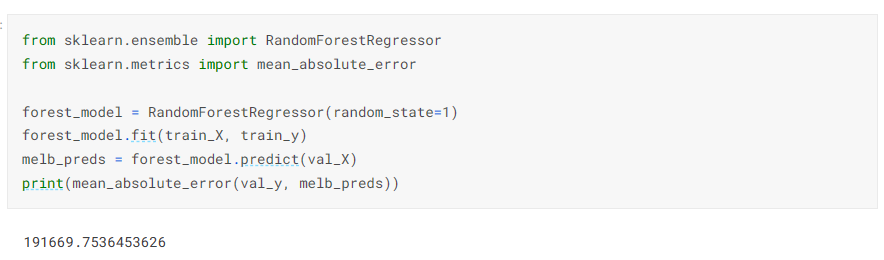 from sklearn.ensemble import RandomForestRegressor
from sklearn.metrics import mean_absolute_error
forest_model = RandomForestRegressor(random_state=1)
forest_model.fit(train_X, train_y)
melb_preds = forest_model.predict(val_X)
print(mean_absolute_error(val_y, melb_preds))
191669.7536453626